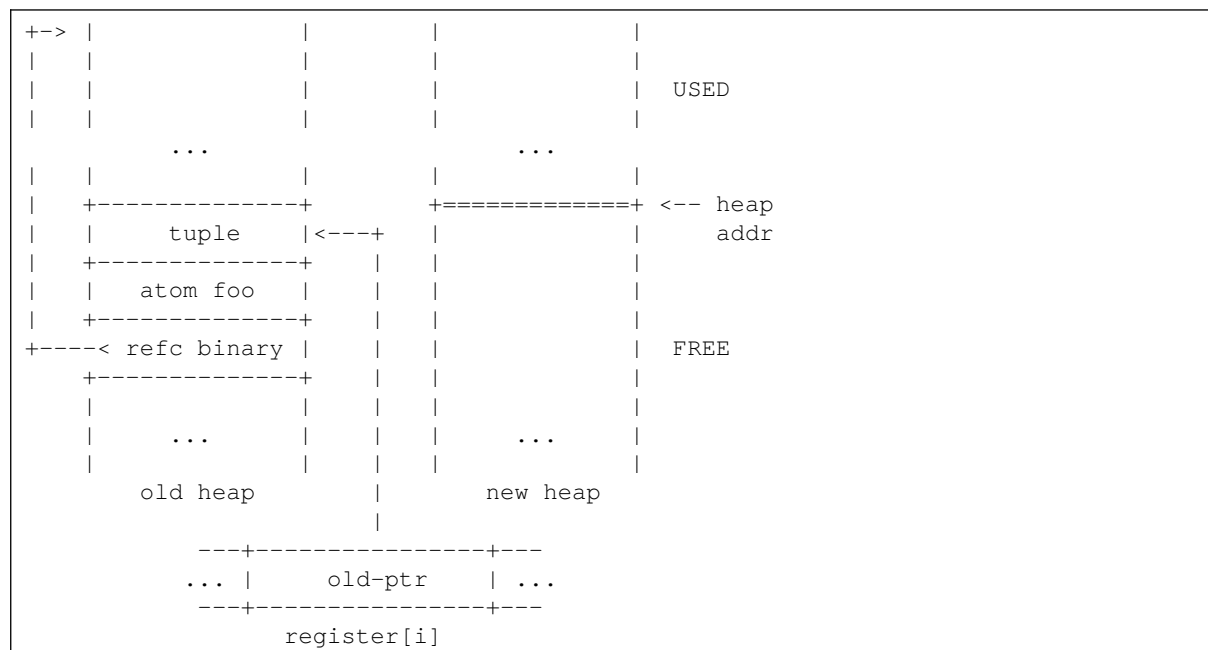 +-> |               |        |             |
|   |               |        |             |
|   |               |        |             |  USED
|   |               |        |             |
          ...                     ...
|   |               |        |             |
|   +--------------+        +=============+ <-- heap
|   |     tuple    |<---+   |             |     addr
|   +--------------+    |   |             |
|   |   atom foo   |    |   |             |
|   +--------------+    |   |             |
+----< refc binary |    |   |             |  FREE
    +--------------+    |   |             |
    |              |    |   |             |
    |     ...      |    |   |     ...     |
    |              |    |   |             |
        old heap        |       new heap
                        |
            ---+----------------+---
           ... |     old-ptr    | ...
            ---+----------------+---
                  register[i]